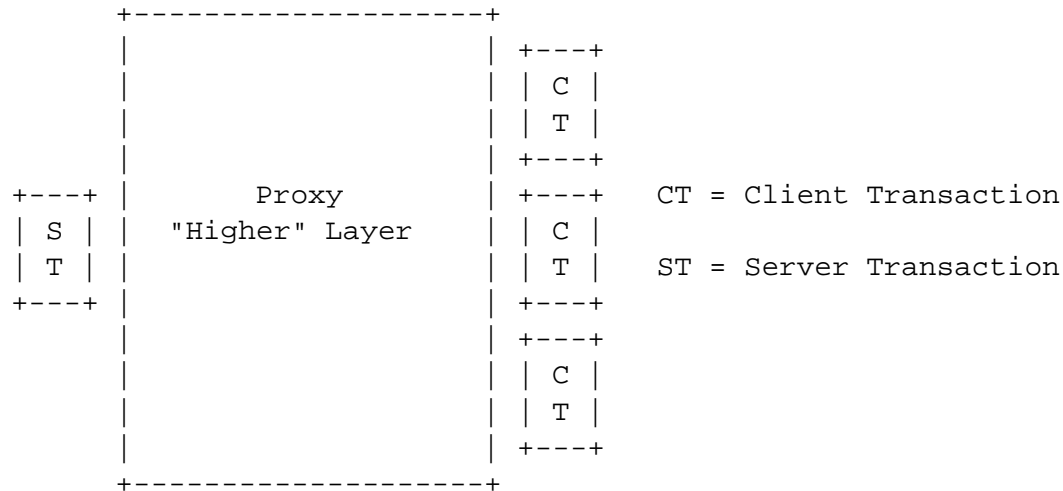 +--------------------+
| | +---+
| | | C |
| | | T |
| | +---+
+---+ | Proxy | +---+ CT = Client Transaction
| S | | "Higher" Layer | | C |
| T | | | | T | ST = Server Transaction
+---+ | | +---+
| | +---+
| | | C |
| | | T |
| | +---+
+--------------------+